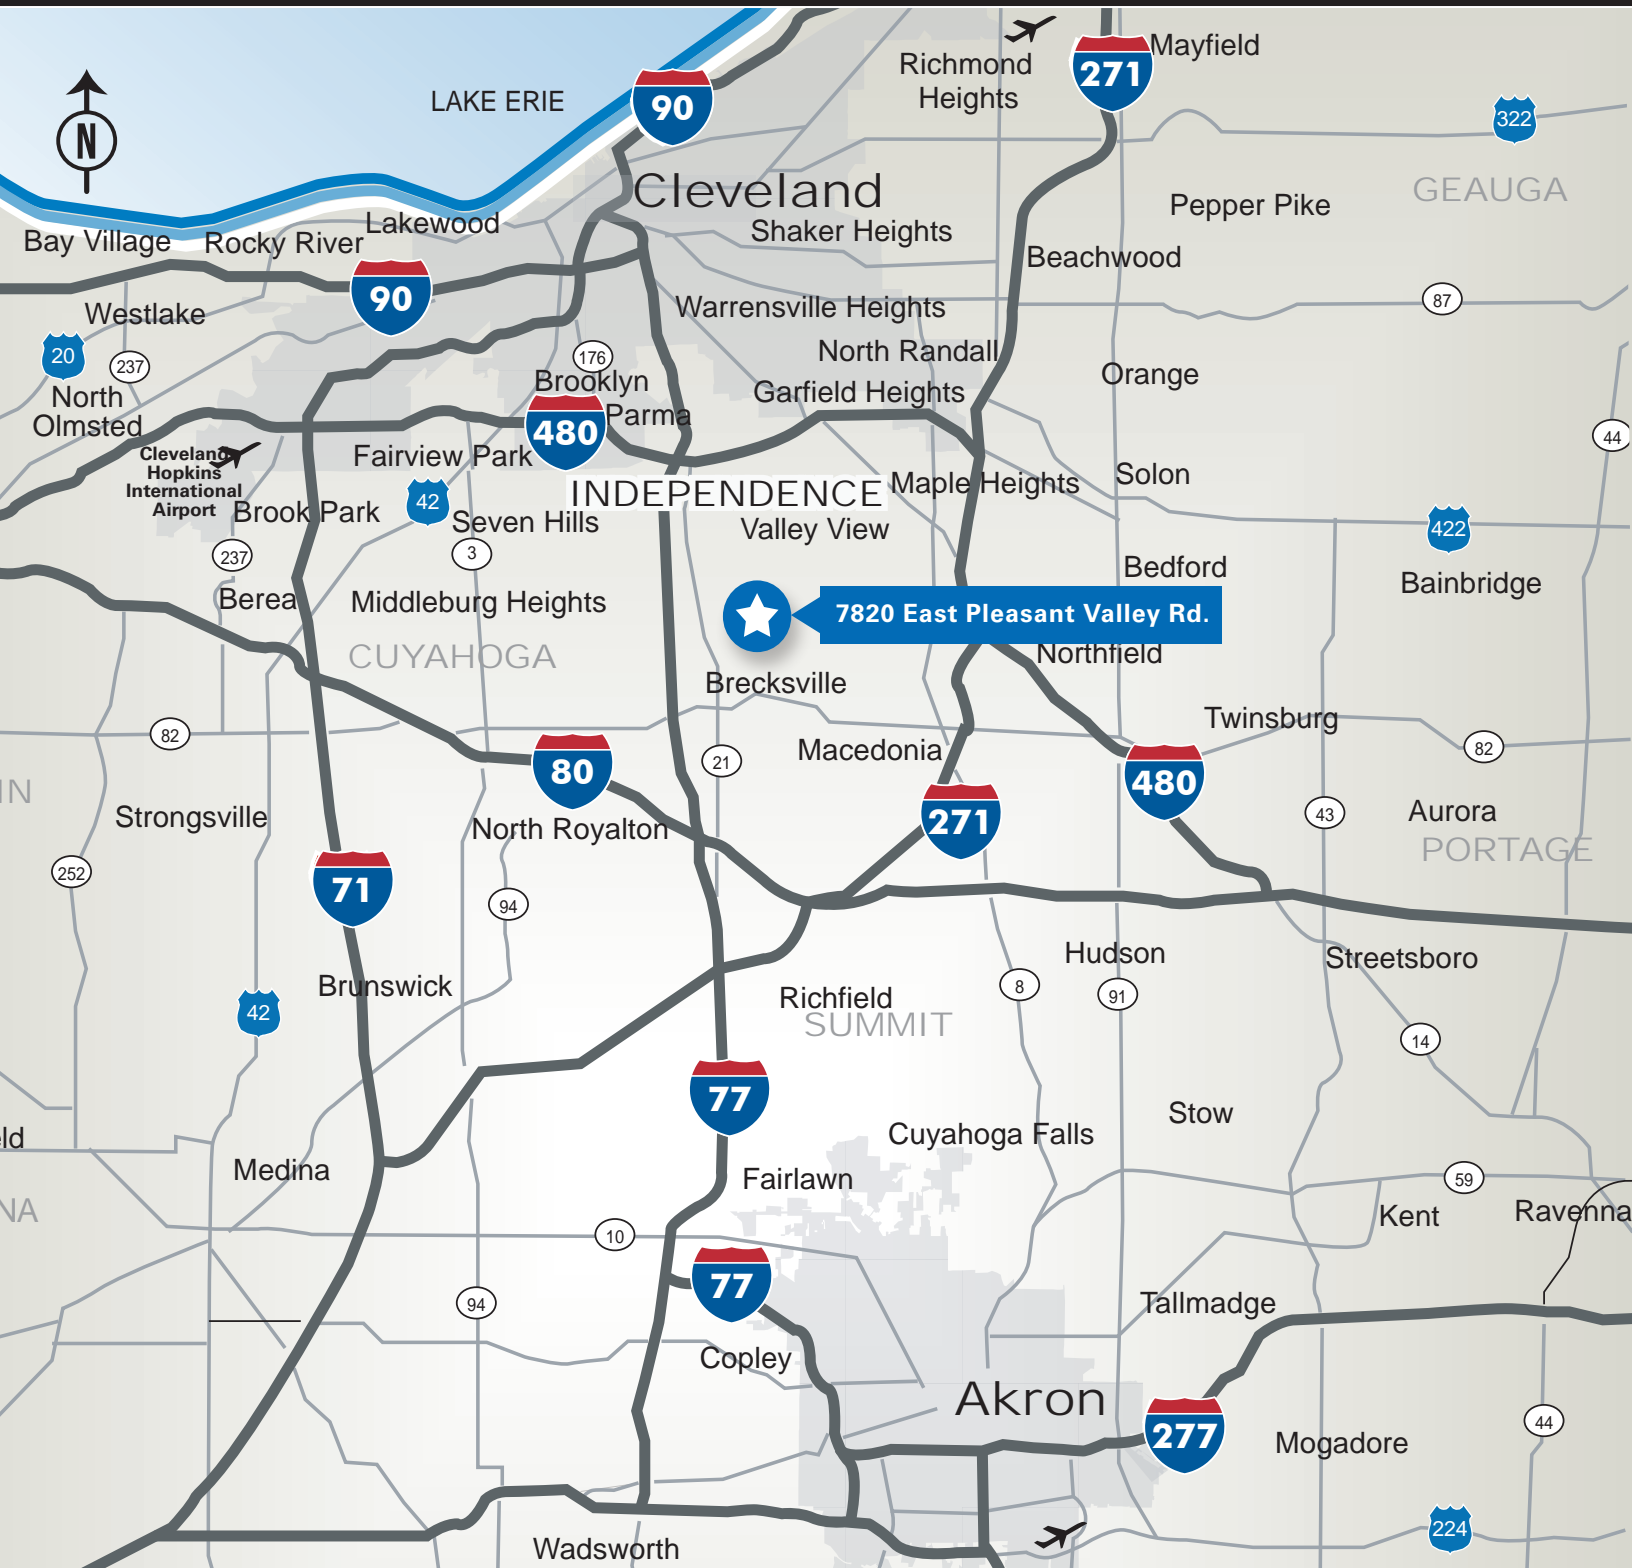 Mayfield
271
Richmond
Heights
LAKE ERIE
90
322
N
Cleveland
GEAUGA
Pepper Pike
Lakewood
Shaker Heights
Bay Village
Rocky River
Beachwood
90
87
Warrensville Heights
Westlake
20
237
176
North Randall
Orange
Brooklyn
Garfield Heights
North
Olmsted
Parma
480
44
Fairview Park
Cleveland
Hopkins
International
Airport
INDEPENDENCE
Maple Heights
Solon
42
Brook Park
Seven Hills
Valley View
422
237
3
Bedford
Bainbridge
Berea
Middleburg Heights
7820 East Pleasant Valley Rd.
CUYAHOGA
Northfield
Brecksville
82
Twinsburg
82
Macedonia
21
80
480
IN
Strongsville
North Royalton
271
43
Aurora
PORTAGE
252
71
94
Hudson
Streetsboro
Brunswick
8
91
Richfield
SUMMIT
42
14
77
Stow
Cuyahoga Falls
eld
Medina
Fairlawn
59
NA
Kent
Ravenna
10
77
94
Tallmadge
Copley
Akron
277
Mogadore
44
224
Wadsworth